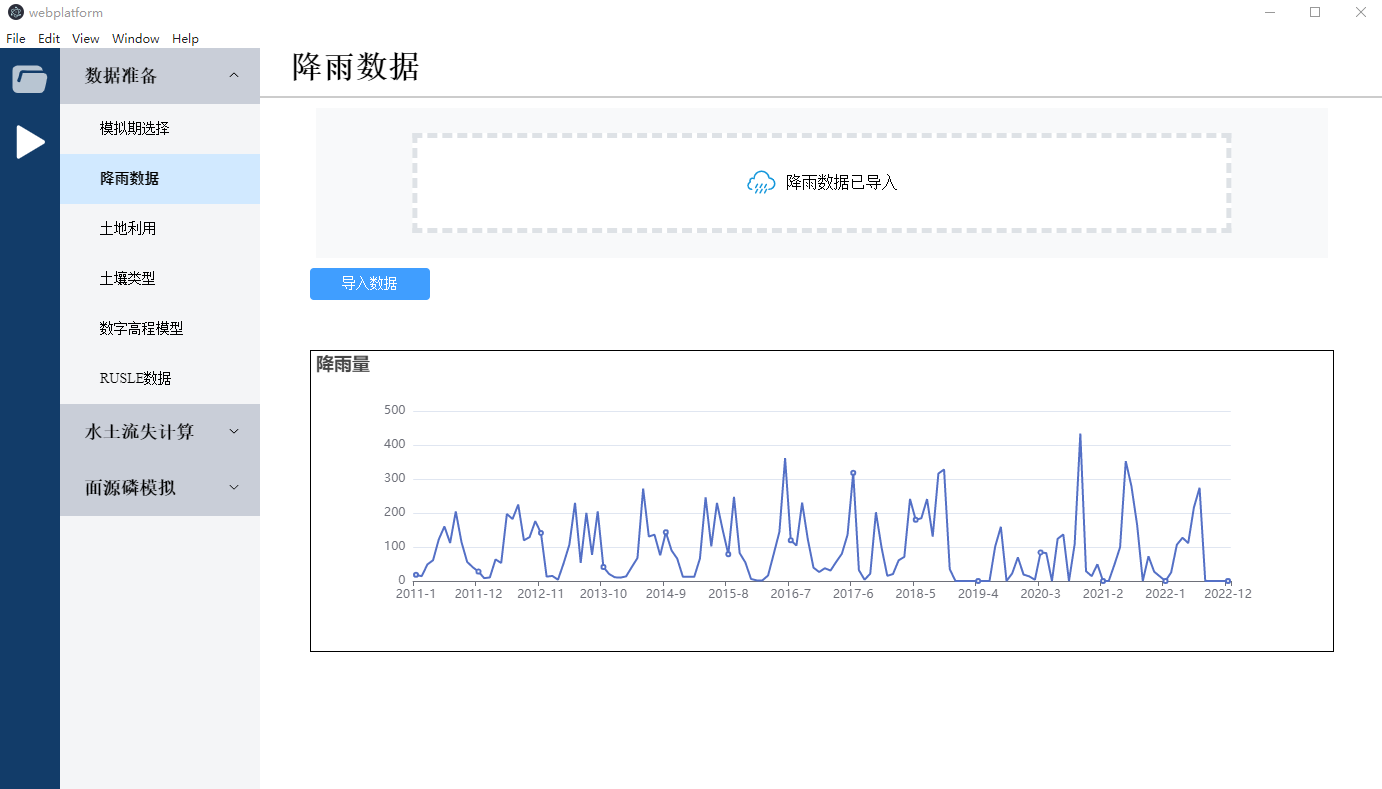 webplatform
File Edit View Window Help
数据准备
模拟期选择
降雨数据
土地利用
土壤类型
数字高程模型
RUSLE数据
水土流失计算
面源磷模拟
降雨数据
降雨数据已导入
导入数据
降雨量
500
400
300
200
100
0
2011-1 2011-12 2012-11 2013-10 2014-9 2015-8 2016-7 2017-6 2018-5 2019-4 2020-3 2021-2 2022-1 2022-12